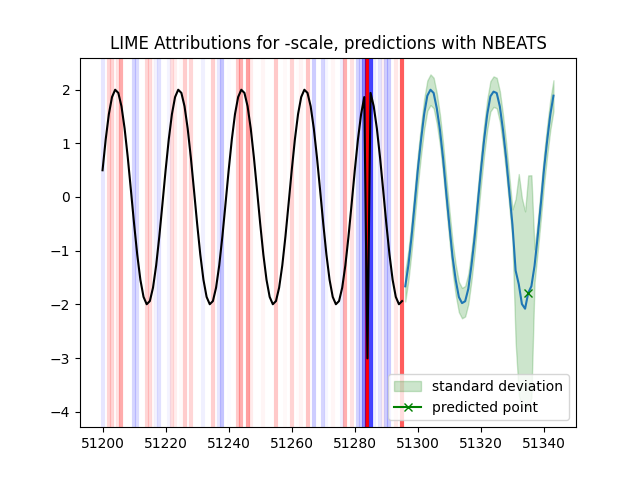 LIME Attributions for -scale, predictions with NBEATS
2
1
0
−1
−2
−3
−4
standard deviation
predicted point
51200 51220 51240 51260 51280 51300 51320 51340